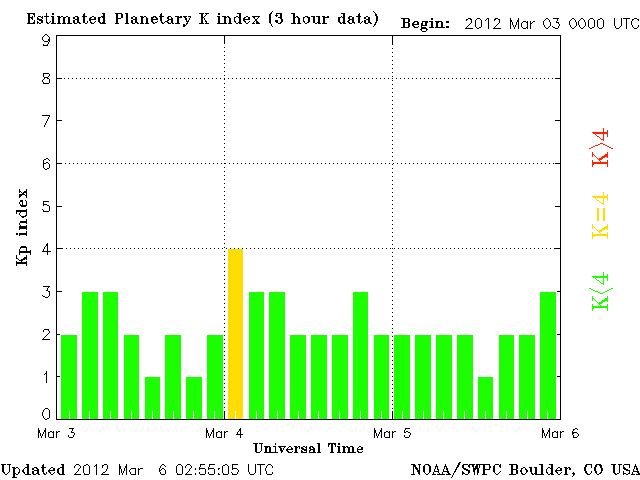 Estimated Planetary K index (3 hour data) Begin: 2012 Mar 03 0000 UTC
9
8
7
6
5
4
3
2
1
0
Kp index
K>4
K=4
K<4
Mar 3 Mar 4 Mar 5 Mar 6
Universal Time
Updated 2012 Mar 6 02:55:05 UTC NOAA/SWPC Boulder, CO USA